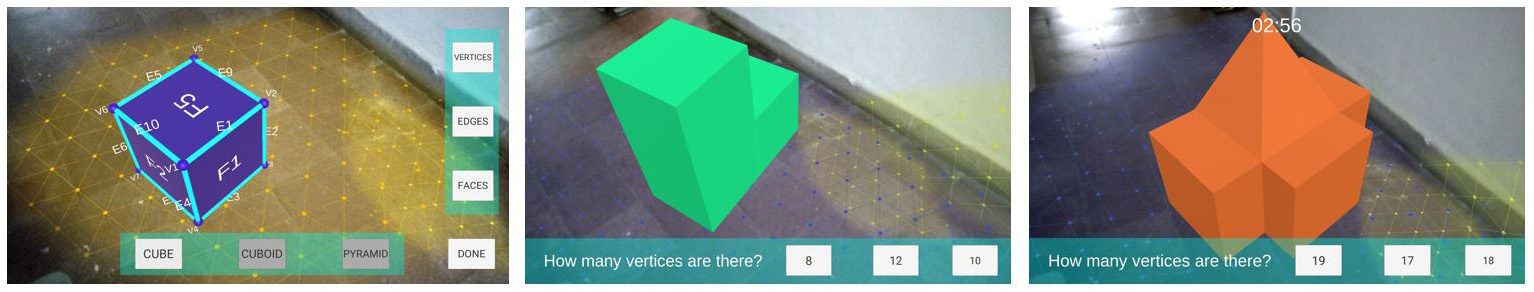 V5
E5
E9
V6
F5
V2
E10
E1
E2
E6
V1
F1
V7
E4
E3
V4
VERTICES
EDGES
FACES
CUBE
CUBOID
PYRAMID
DONE
How many vertices are there?
8
12
10
02:56
How many vertices are there?
19
17
18